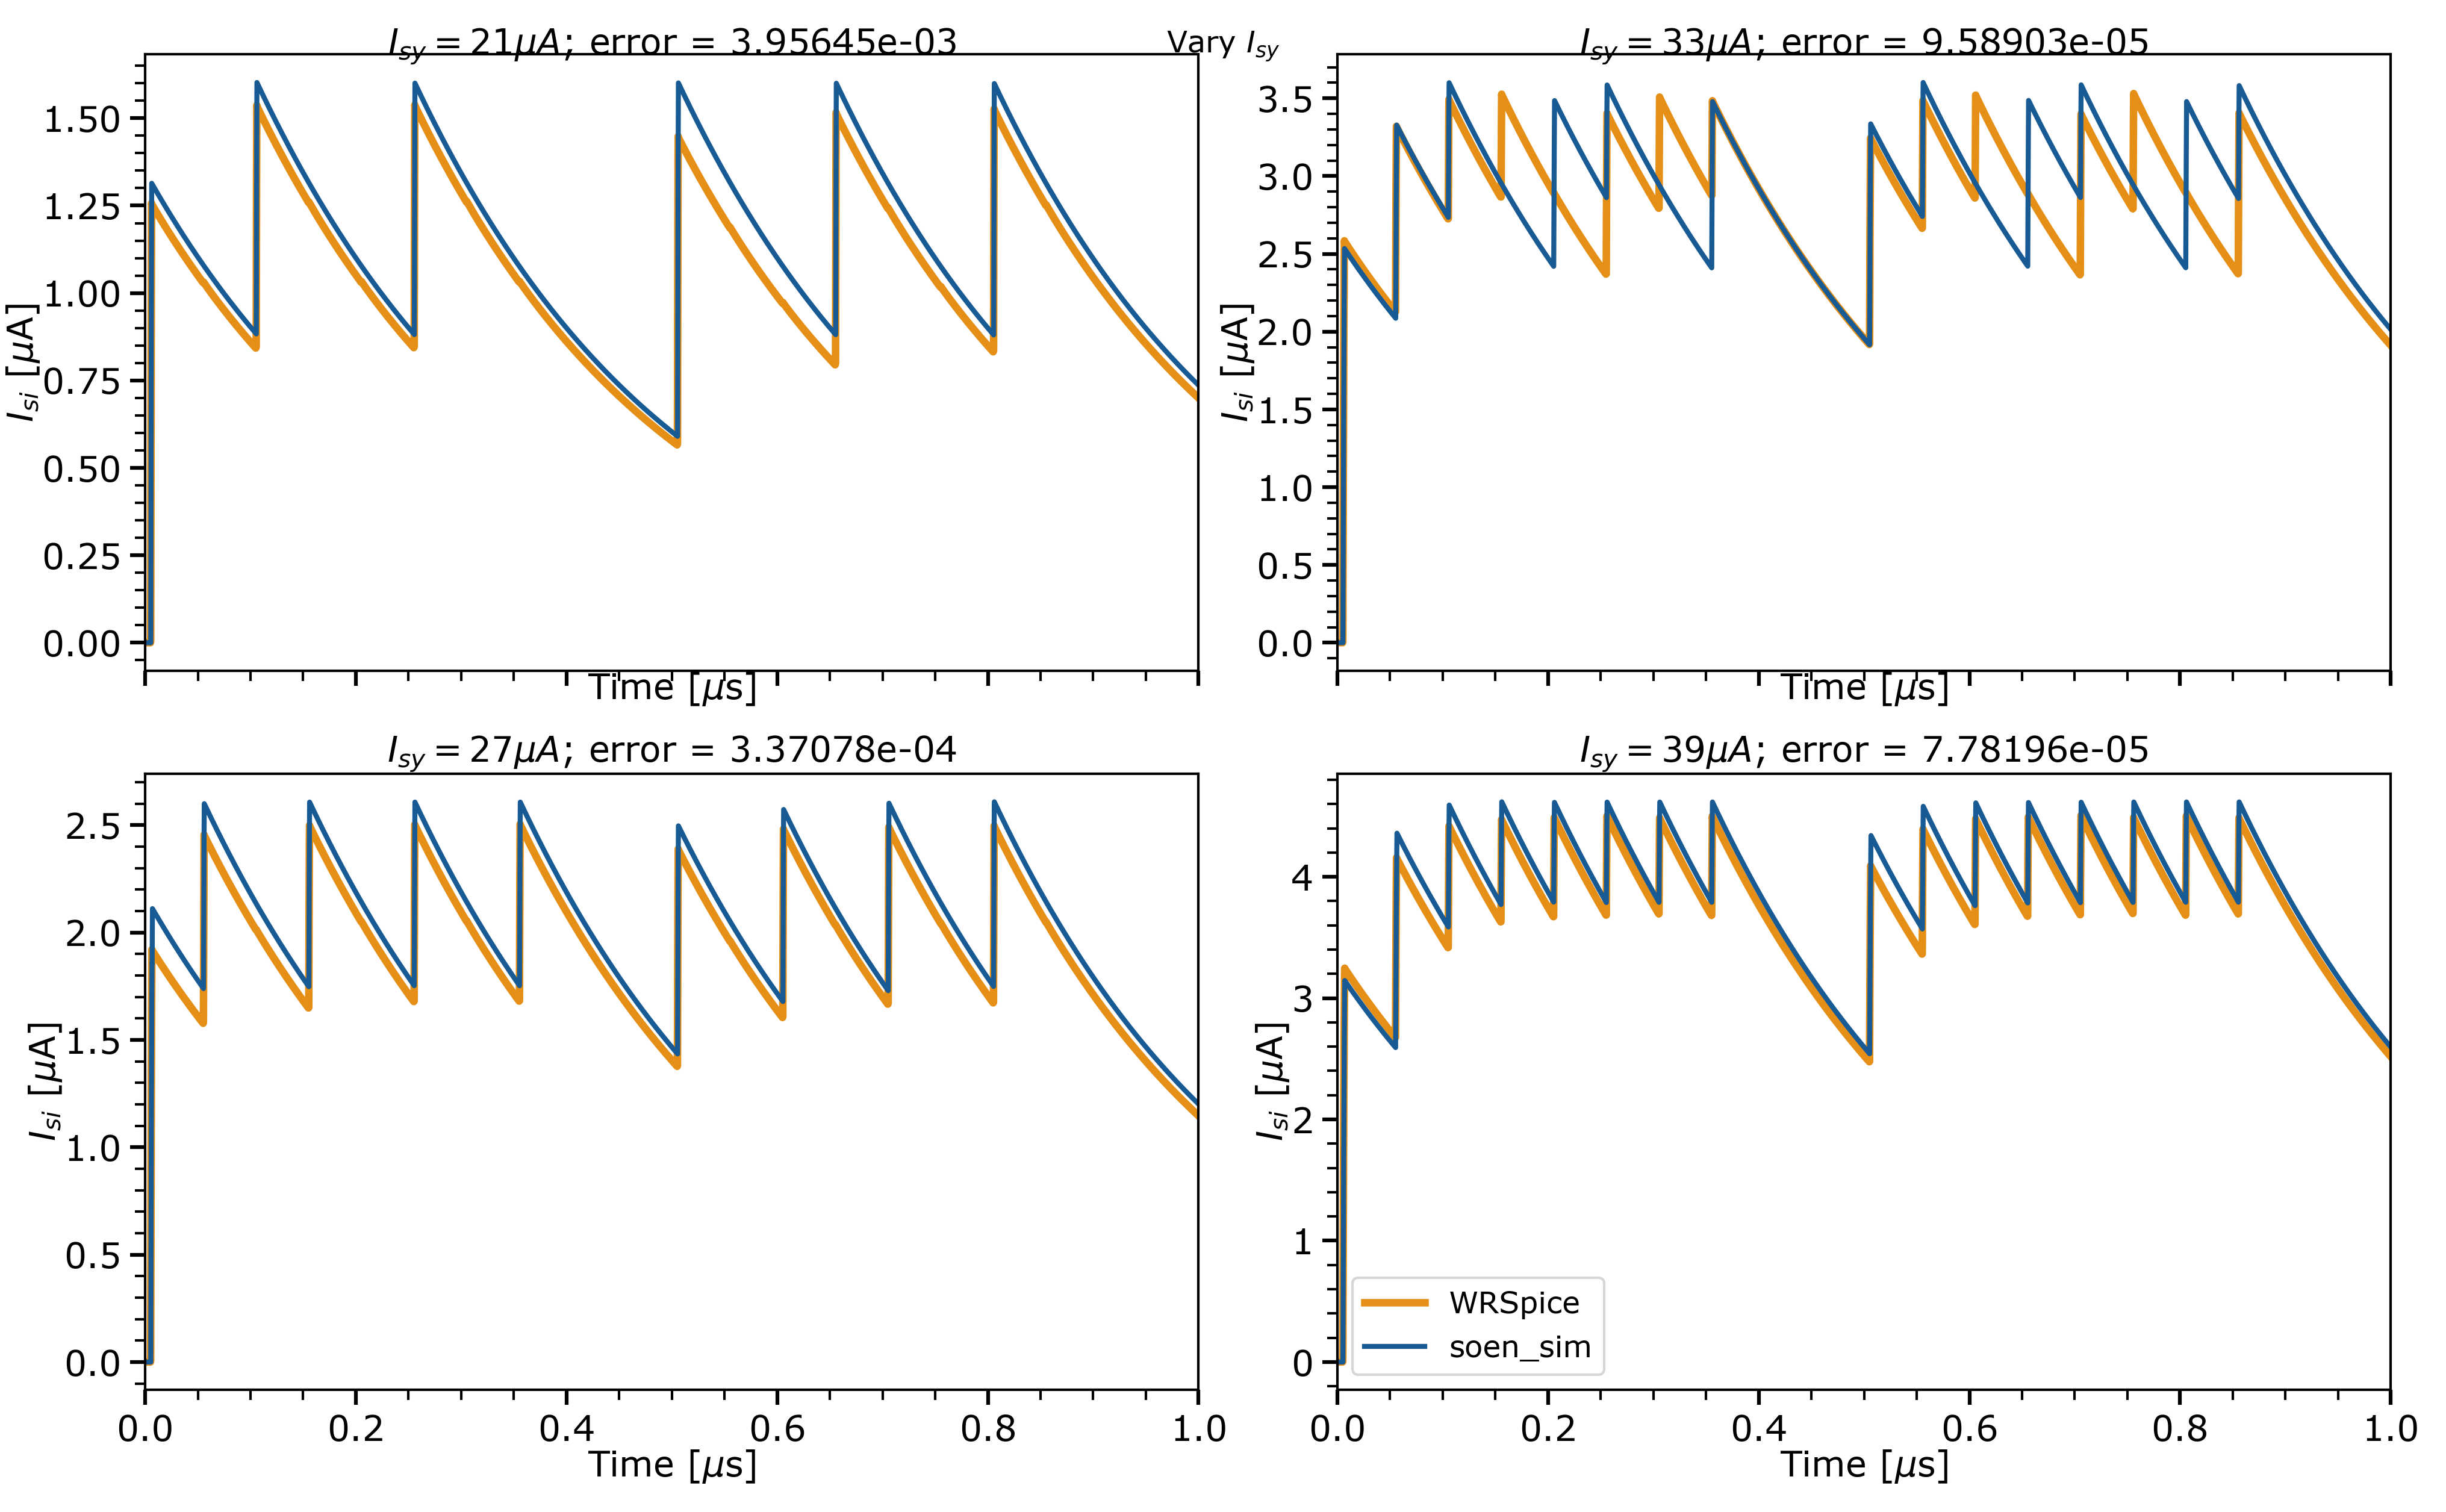 Vary I_sy
I_sy = 21μA; error = 3.95645e-03
1.50
1.25
1.00
0.75
0.50
0.25
0.00
I_si [μA]
Time [μs]
I_sy = 33μA; error = 9.58903e-05
3.5
3.0
2.5
2.0
1.5
1.0
0.5
0.0
I_si [μA]
Time [μs]
I_sy = 27μA; error = 3.37078e-04
2.5
2.0
1.5
1.0
0.5
0.0
I_si [μA]
0.0 0.2 0.4 0.6 0.8 1.0
Time [μs]
I_sy = 39μA; error = 7.78196e-05
4
3
2
1
0
I_si [μA]
WRSpice
soen_sim
0.0 0.2 0.4 0.6 0.8 1.0
Time [μs]